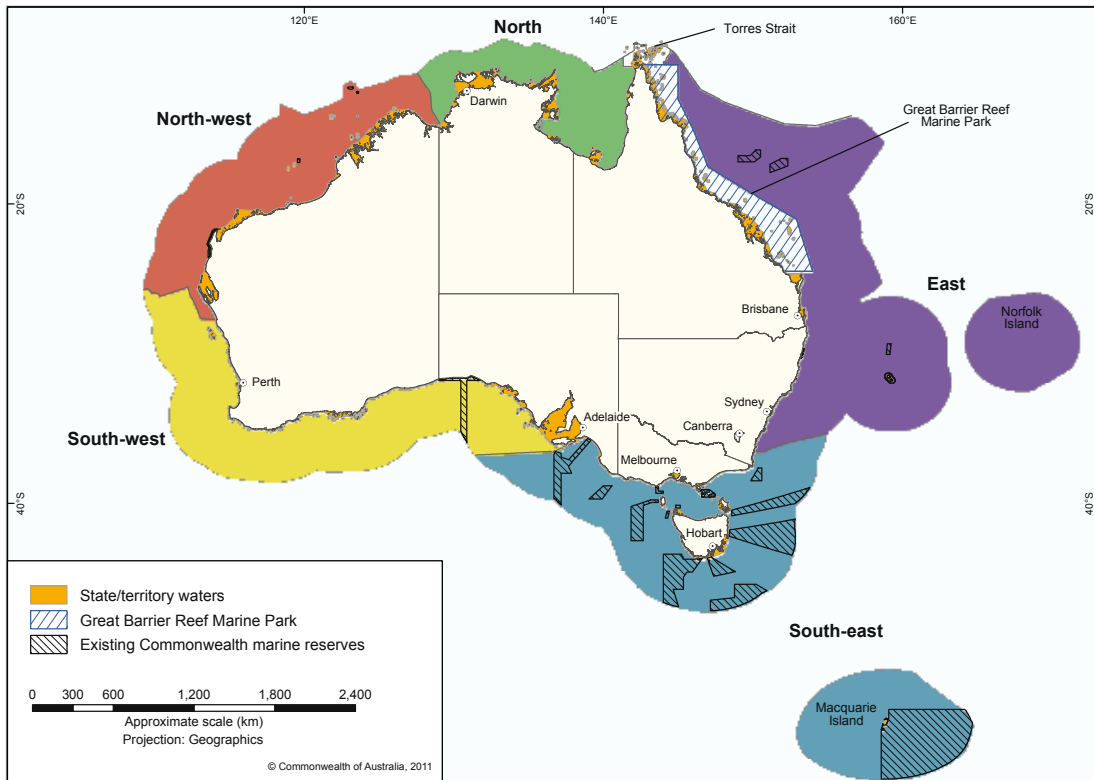 120°E
140°E
160°E
North
Torres Strait
Darwin
North-west
Great Barrier Reef
Marine Park
20°S
20°S
East
Brisbane
Norfolk
Island
Perth
Sydney
Adelaide
Canberra
South-west
Melbourne
40°S
40°S
Hobart
State/territory waters
Great Barrier Reef Marine Park
Existing Commonwealth marine reserves
South-east
0 300 600 1,200 1,800 2,400
Approximate scale (km)
Projection: Geographics
Macquarie
Island
© Commonwealth of Australia, 2011